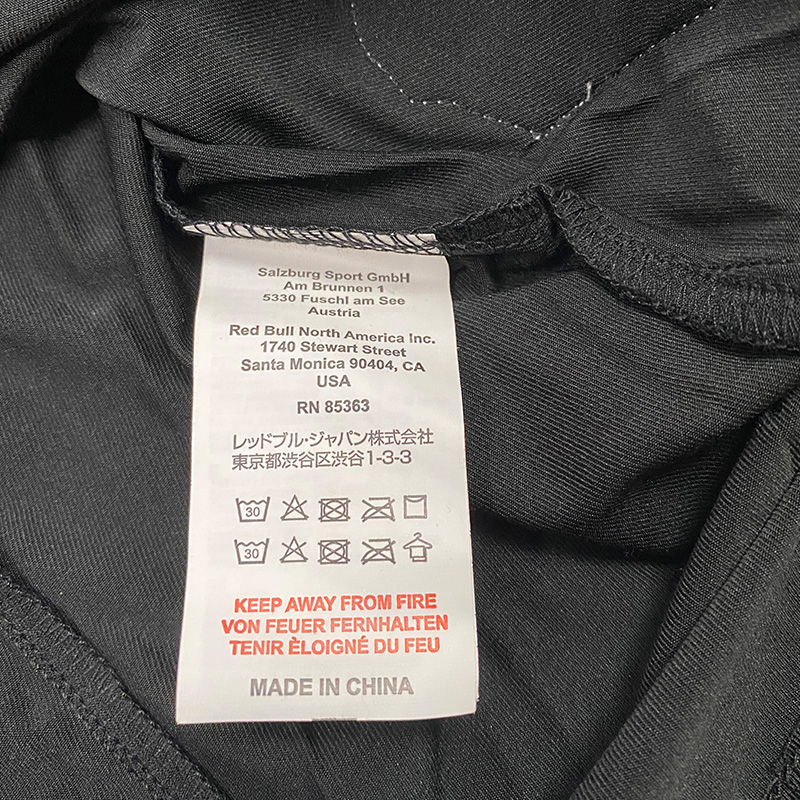 Salzburg Sport GmbH
Am Brunnen 1
5330 Fuschl am See
Austria
Red Bull North America Inc.
1740 Stewart Street
Santa Monica 90404, CA
USA
RN 85363
レッドブル・ジャパン株式会社
東京都渋谷区渋谷1-3-3
30
30
KEEP AWAY FROM FIRE
VON FEUER FERNHALTEN
TENIR ÈLOIGNÉ DU FEU
MADE IN CHINA